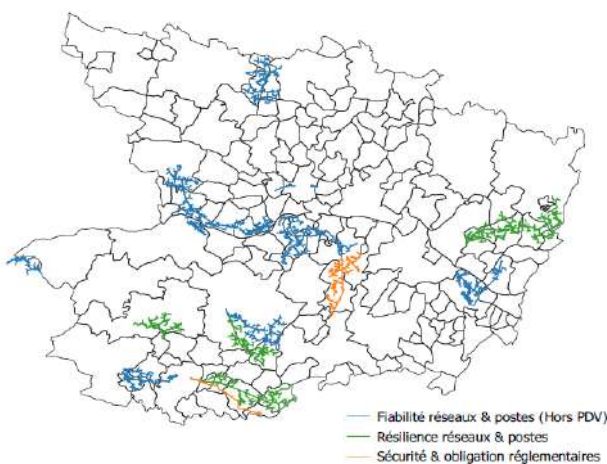 Fiabilité réseaux & postes (Hors PDV)
Résilience réseaux & postes
Sécurité & obligation réglementaires